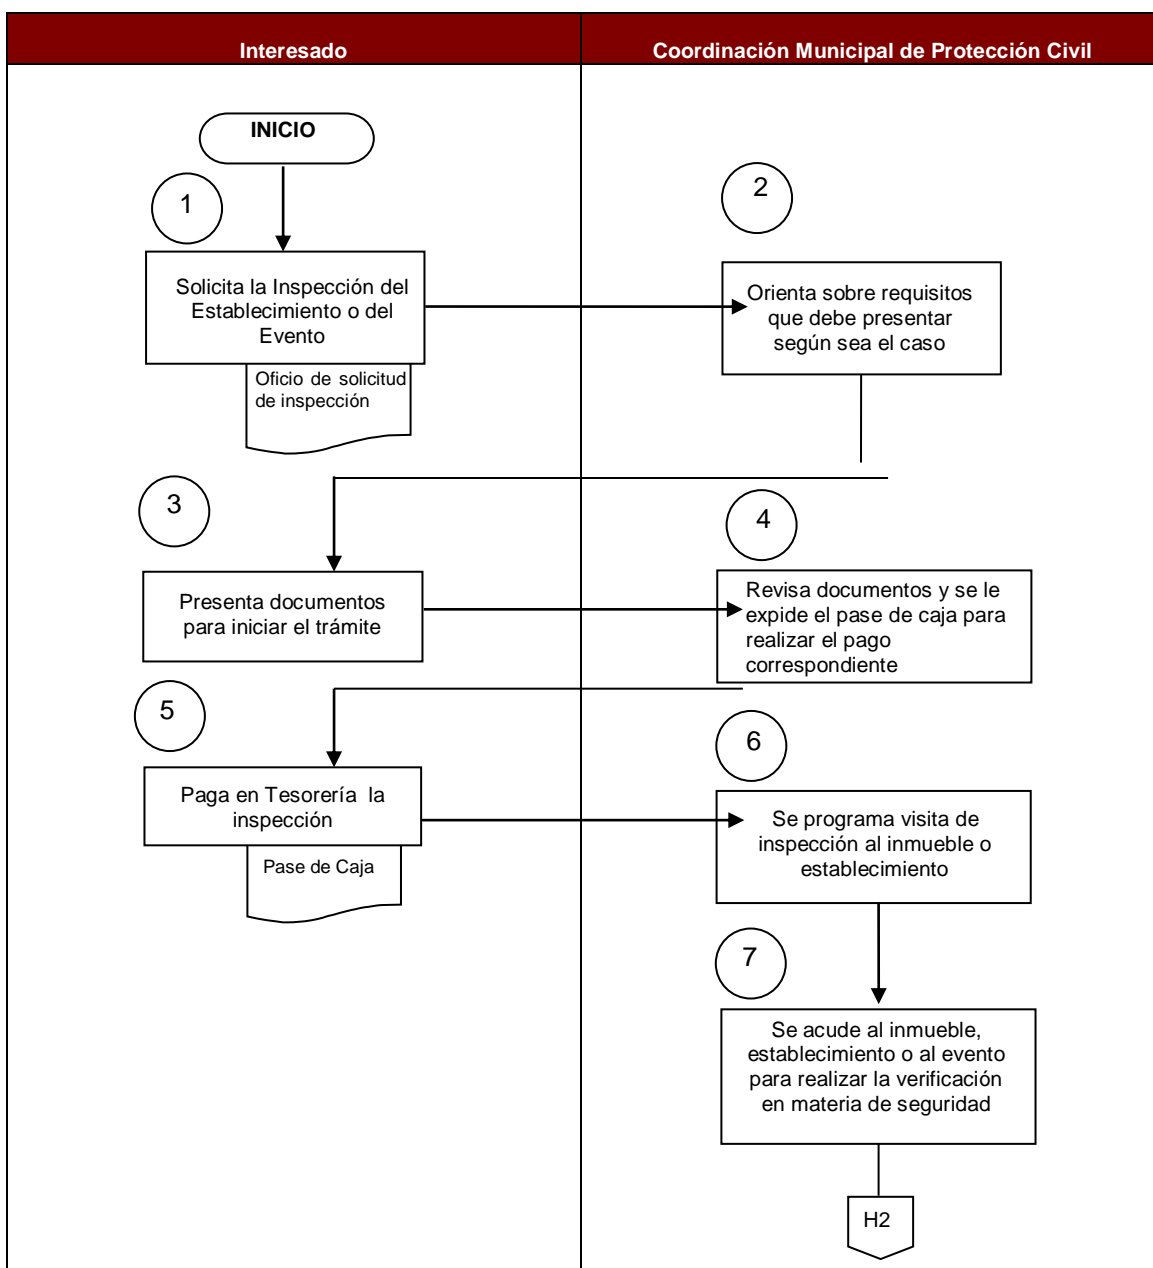 Interesado
Coordinación Municipal de Protección Civil
INICIO
1
2
Solicita la Inspección del
Establecimiento o del
Evento
Oficio de solicitud
de inspección
Orienta sobre requisitos
que debe presentar
según sea el caso
3
4
Presenta documentos
para iniciar el trámite
Revisa documentos y se le
expide el pase de caja para
realizar el pago
correspondiente
5
6
Paga en Tesorería la
inspección
Pase de Caja
Se programa visita de
inspección al inmueble o
establecimiento
7
Se acude al inmueble,
establecimiento o al evento
para realizar la verificación
en materia de seguridad
H2